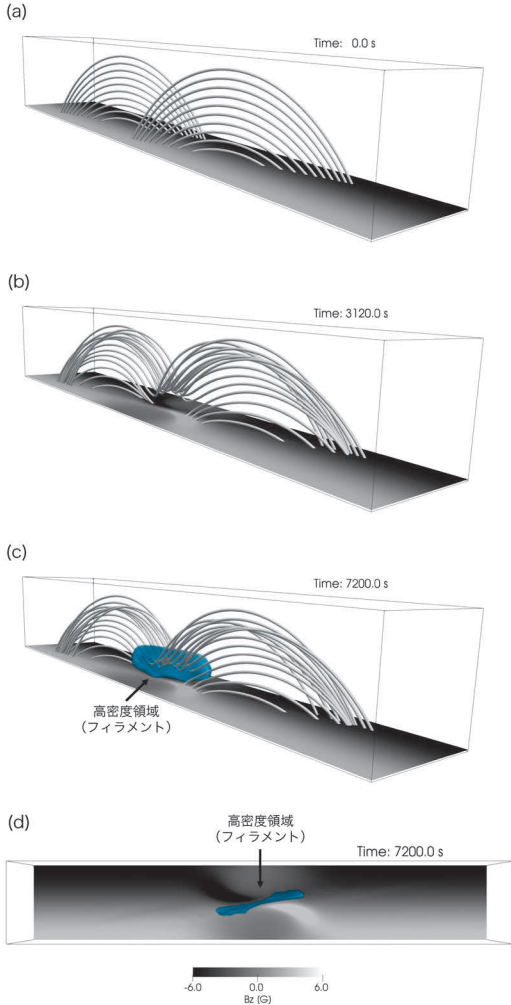 (a)
Time: 0.0 s
(b)
Time: 3120.0 s
(c)
Time: 7200.0 s
高密度領域
（フィラメント）
(d)
高密度領域
（フィラメント）
Time: 7200.0 s
-6.0 0.0 6.0
Bz (G)